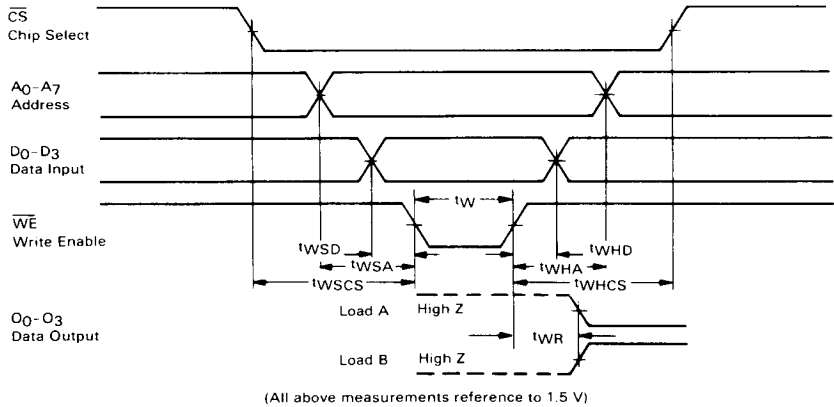 CS
Chip Select
A0-A7
Address
D0-D3
Data Input
tW
WE
Write Enable
tWSD
tWHD
tWSA
tWHA
tWSCS
tWHCS
O0-O3
Data Output
Load A
High Z
tWR
Load B
High Z
(All above measurements reference to 1.5 V)